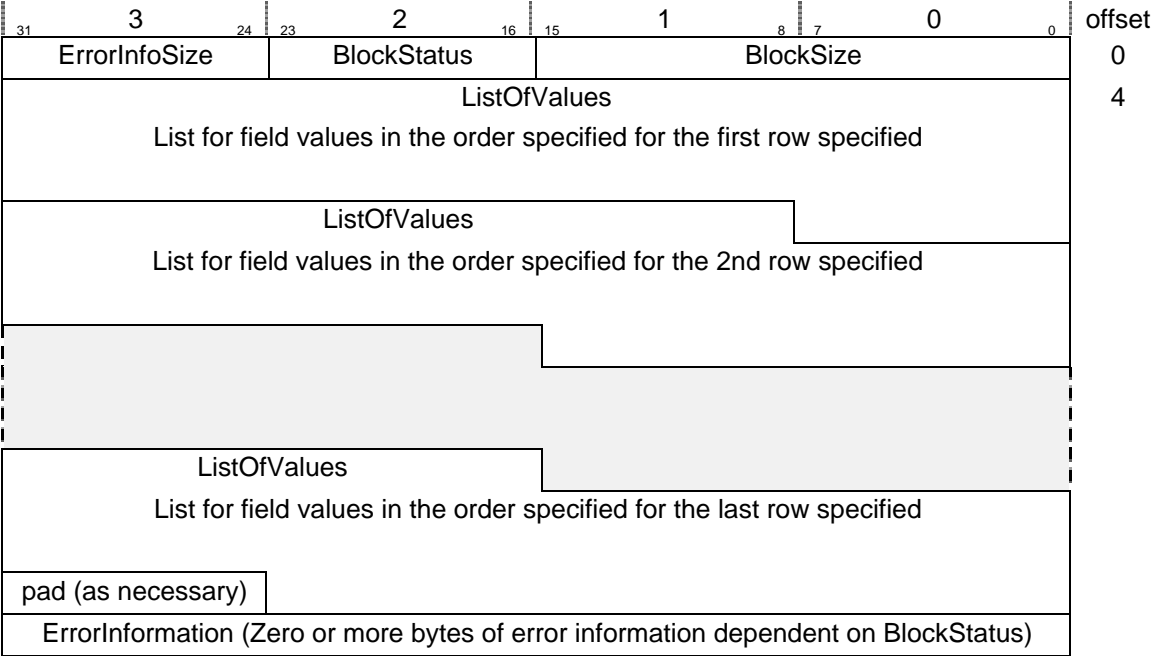 3 2 1 0 offset
31 24 23 16 15 8 7 0
ErrorInfoSize BlockStatus BlockSize 0
ListOfValues 4
List for field values in the order specified for the first row specified
ListOfValues
List for field values in the order specified for the 2nd row specified
ListOfValues
List for field values in the order specified for the last row specified
pad (as necessary)
ErrorInformation (Zero or more bytes of error information dependent on BlockStatus)